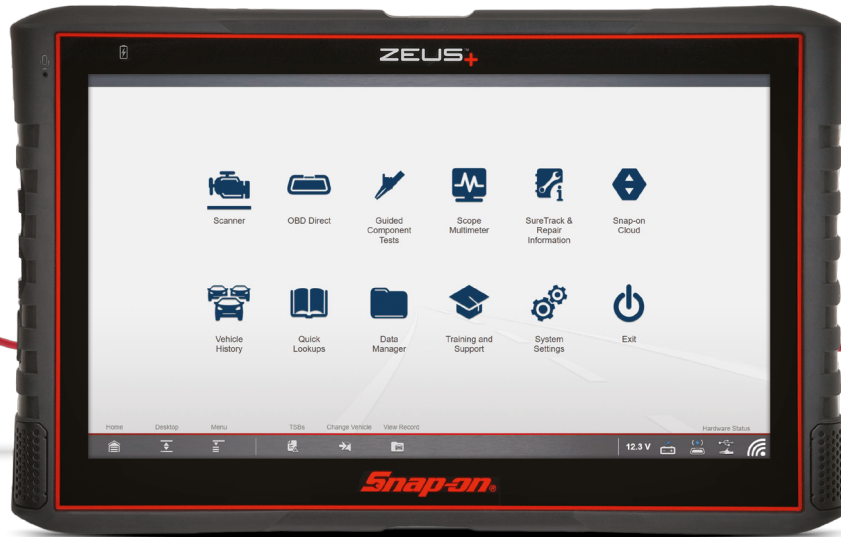 ZEUS™+
Scanner
OBD Direct
Guided
Component
Tests
Scope
Multimeter
SureTrack &
Repair
Information
Snap-on
Cloud
Vehicle
History
Quick
Lookups
Data
Manager
Training and
Support
System
Settings
Exit
Home
Desktop
Menu
TSBs
Change Vehicle
View Record
Hardware Status
12.3 V
Snap-on®